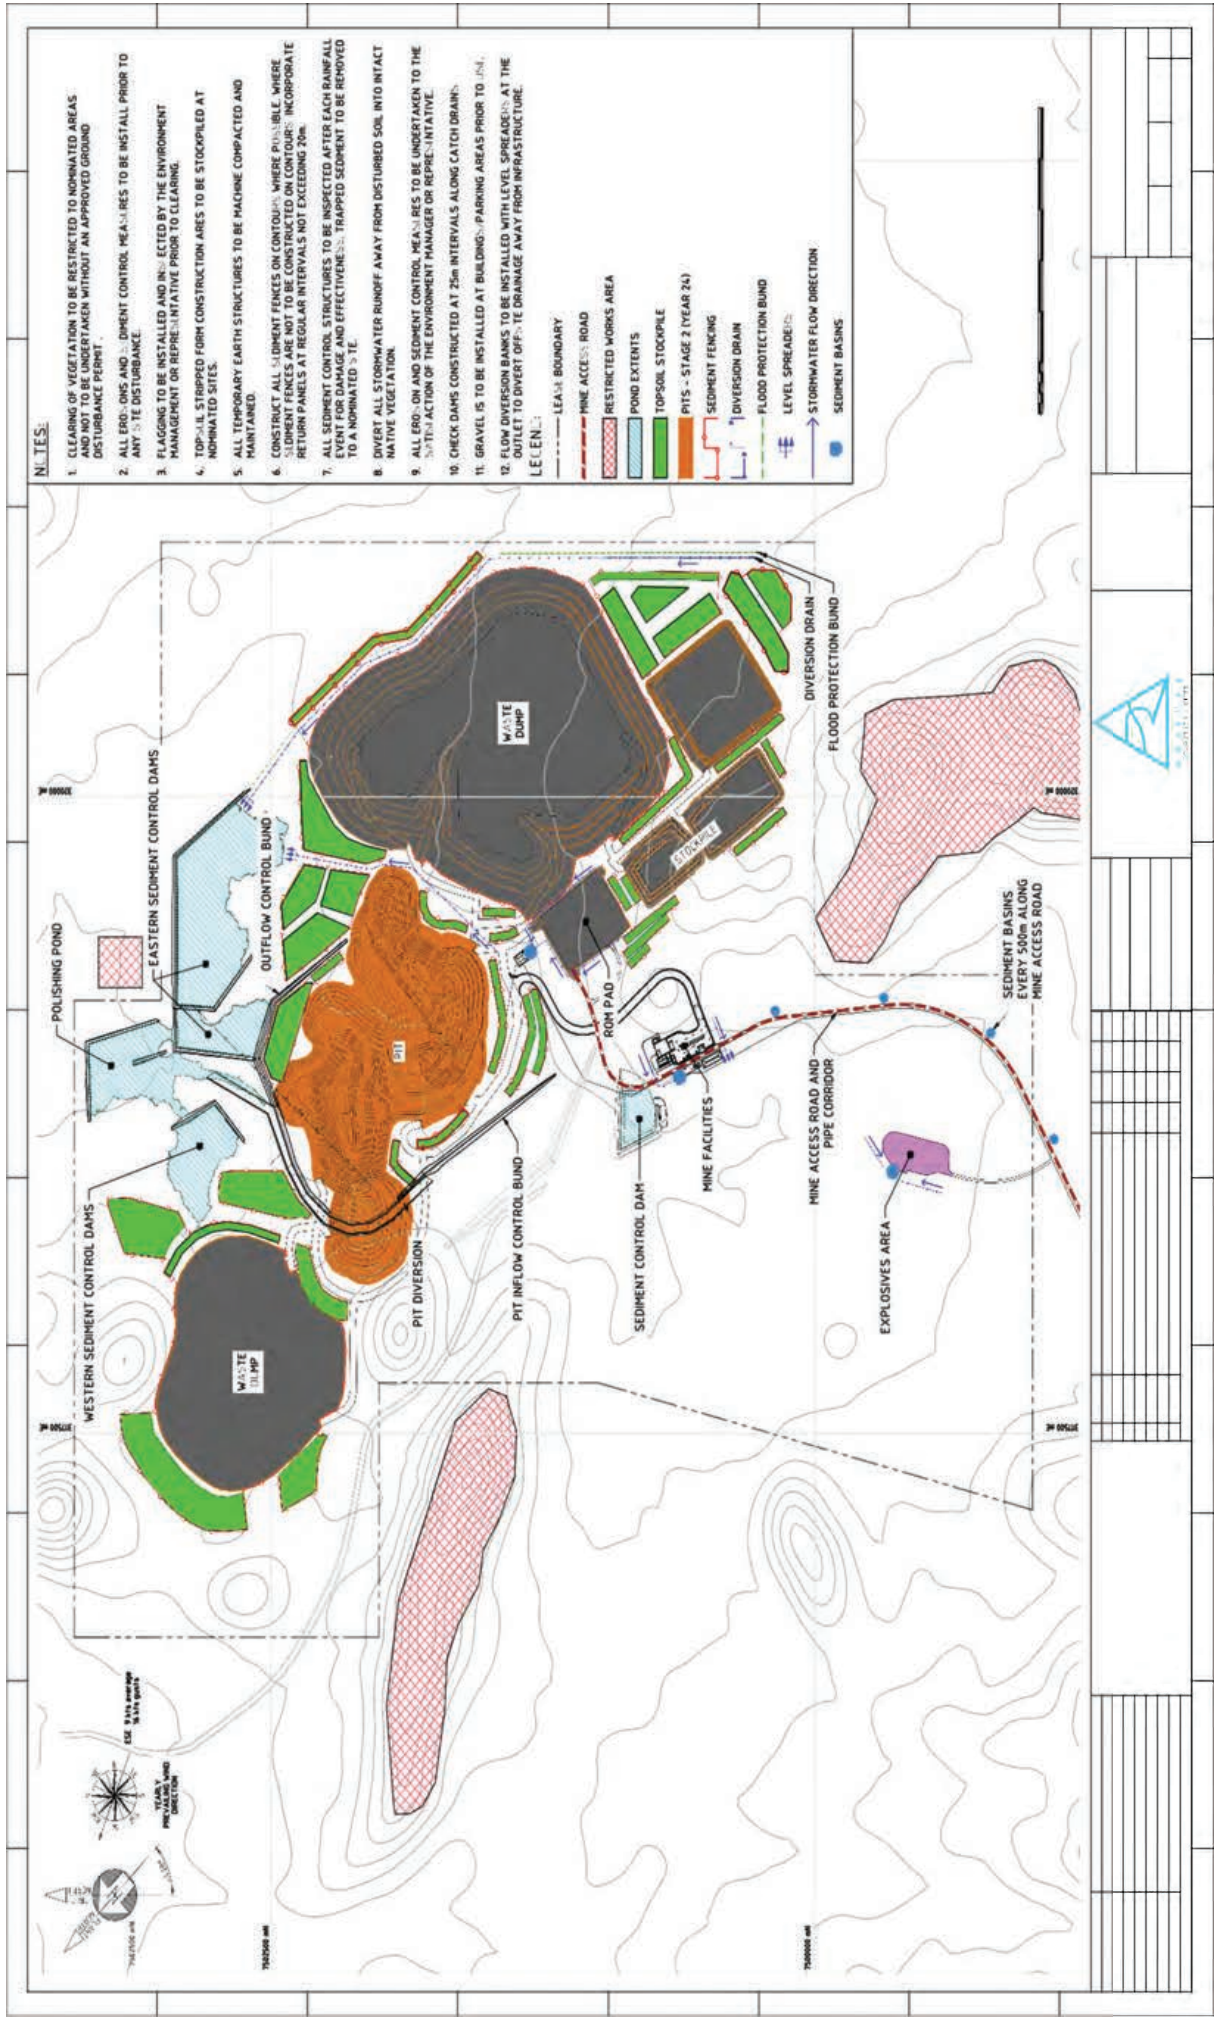 NOTES:
1. CLEARING OF VEGETATION TO BE RESTRICTED TO NOMINATED AREAS
AND NOT TO BE UNDERTAKEN WITHOUT AN APPROVED GROUND
DISTURBANCE PERMIT.
2. ALL EROSIONS AND SEDIMENT CONTROL MEASURES TO BE INSTALL PRIOR TO
ANY SITE DISTURBANCE.
3. FLAGGING TO BE INSTALLED AND INSPECTED BY THE ENVIRONMENT
MANAGEMENT OR REPRESENTATIVE PRIOR TO CLEARING.
4. TOPSOIL STRIPPED FORM CONSTRUCTION ARES TO BE STOCKPILED AT
NOMINATED SITES.
5. ALL TEMPORARY EARTH STRUCTURES TO BE MACHINE COMPACTED AND
MAINTAINED.
6. CONSTRUCT ALL SEDIMENT FENCES ON CONTOURS WHERE POSSIBLE. WHERE
SEDIMENT FENCES ARE NOT TO BE CONSTRUCTED ON CONTOURS INCORPORATE
RETURN PANELS AT REGULAR INTERVALS NOT EXCEEDING 20m.
7. ALL SEDIMENT CONTROL STRUCTURES TO BE INSPECTED AFTER EACH RAINFALL
EVENT FOR DAMAGE AND EFFECTIVENESS. TRAPPED SEDIMENT TO BE REMOVED
TO A NOMINATED SITE.
8. DIVERT ALL STORMWATER RUNOFF AWAY FROM DISTURBED SOIL INTO INTACT
NATIVE VEGETATION.
9. ALL EROSION AND SEDIMENT CONTROL MEASURES TO BE UNDERTAKEN TO THE
SATISFACTION OF THE ENVIRONMENT MANAGER OR REPRESENTATIVE.
10. CHECK DAMS CONSTRUCTED AT 25m INTERVALS ALONG CATCH DRAINS
11. GRAVEL IS TO BE INSTALLED AT BUILDINGS/PARKING AREAS PRIOR TO USE.
12. FLOW DIVERSION BANKS TO BE INSTALLED WITH LEVEL SPREADERS AT THE
OUTLET TO DIVERT OFFSITE DRAINAGE AWAY FROM INFRASTRUCTURE.
LEGEND:
LEASE BOUNDARY
MINE ACCESS ROAD
RESTRICTED WORKS AREA
POND EXTENTS
TOPSOIL STOCKPILE
PITS - STAGE 2 (YEAR 24)
SEDIMENT FENCING
DIVERSION DRAIN
FLOOD PROTECTION BUND
LEVEL SPREADERS
STORMWATER FLOW DIRECTION
SEDIMENT BASINS
POLISHING POND
EASTERN SEDIMENT CONTROL DAMS
OUTFLOW CONTROL BUND
WESTERN SEDIMENT CONTROL DAMS
WASTE
DUMP
WASTE
DUMP
PIT
STOCKPILE
ROM PAD
PIT DIVERSION
PIT INFLOW CONTROL BUND
SEDIMENT CONTROL DAM
MINE FACILITIES
DIVERSION DRAIN
FLOOD PROTECTION BUND
MINE ACCESS ROAD AND
PIPE CORRIDOR
EXPLOSIVES AREA
SEDIMENT BASINS
EVERY 500m ALONG
MINE ACCESS ROAD
ESE 9 kts average
16 kts gusts
YEARLY
PREVAILING WIND
DIRECTION
7502500 mN
7500000 mN